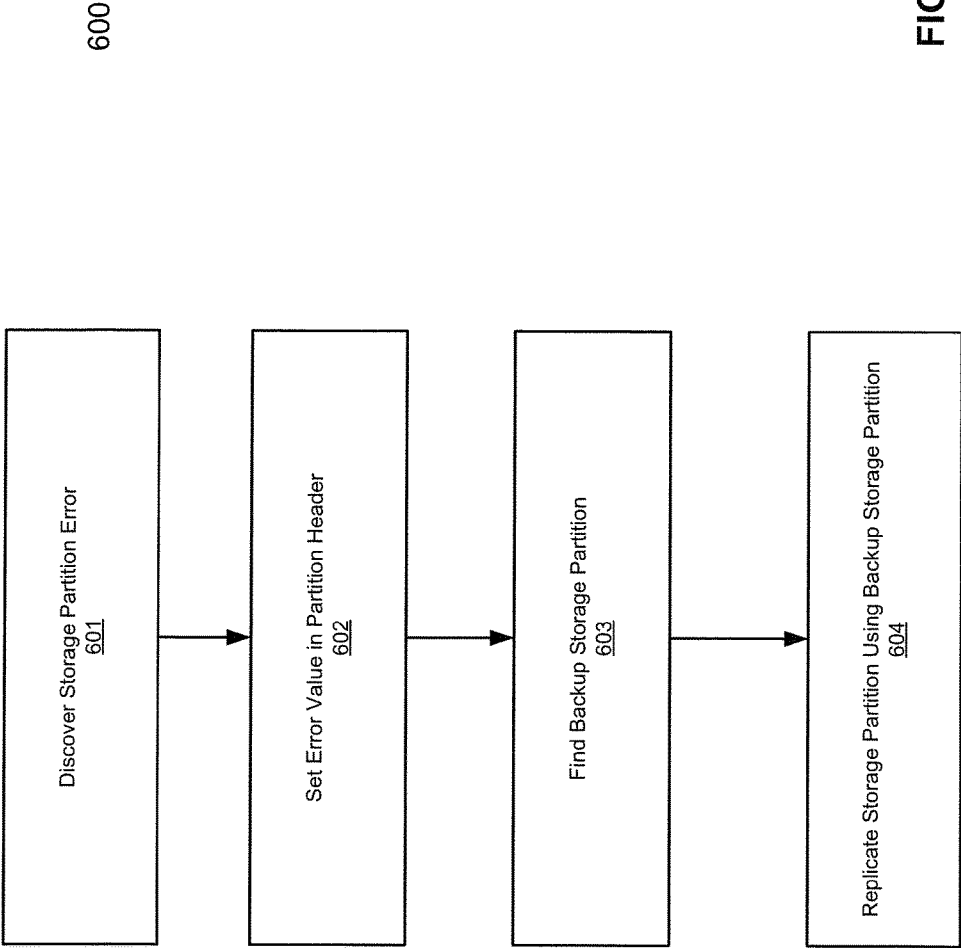 600
Discover Storage Partition Error
601
Set Error Value in Partition Header
602
Find Backup Storage Partition
603
Replicate Storage Partition Using Backup Storage Partition
604
FIG